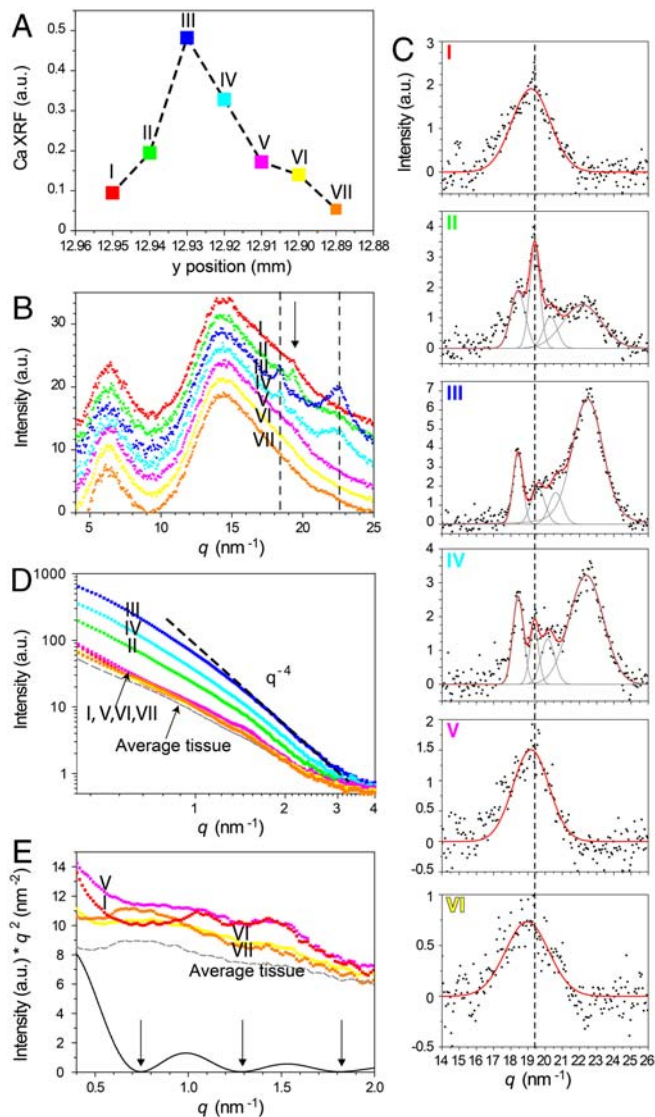 A
Ca XRF (a.u.)
0.5
0.4
0.3
0.2
0.1
0
I
II
III
IV
V
VI
VII
12.96 12.95 12.94 12.93 12.92 12.91 12.90 12.89 12.88
y position (mm)
B
Intensity (a.u.)
30
20
10
0
I
II
III
IV
V
VI
VII
5 10 15 20 25
q (nm⁻¹)
D
Intensity (a.u.)
1000
100
10
1
III
IV
II
q⁻⁴
I, V,VI,VII
Average tissue
1 2 3 4
q (nm⁻¹)
E
Intensity (a.u.) * q² (nm⁻²)
14
12
10
8
6
4
2
0
V
I
VI
VII
Average tissue
0.5 1.0 1.5 2.0
q (nm⁻¹)
C
Intensity (a.u.)
I
3
2
1
0
II
4
3
2
1
0
III
7
6
5
4
3
2
1
0
IV
4
3
2
1
0
V
2
1.5
1
0.5
0
-0.5
VI
1
0.5
0
-0.5
14 15 16 17 18 19 20 21 22 23 24 25 26
q (nm⁻¹)